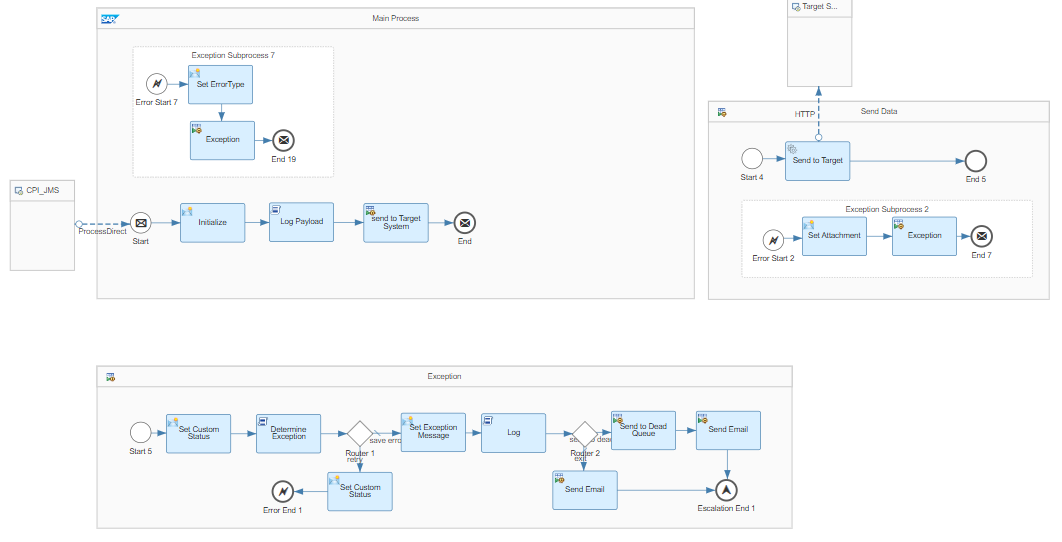 SAP
Main Process
Target S...
Exception Subprocess 7
Set ErrorType
Error Start 7
Exception
End 19
CPI_JMS
ProcessDirect
Start
Initialize
Log Payload
send to Target
System
End
Send Data
HTTP
Start 4
Send to Target
End 5
Exception Subprocess 2
Error Start 2
Set Attachment
Exception
End 7
Exception
Start 5
Set Custom
Status
Determine
Exception
Router 1
save erro
retry
Set Exception
Message
Log
Router 2
exit
Send to Dead
Queue
Send Email
Error End 1
Set Custom
Status
Send Email
Escalation End 1